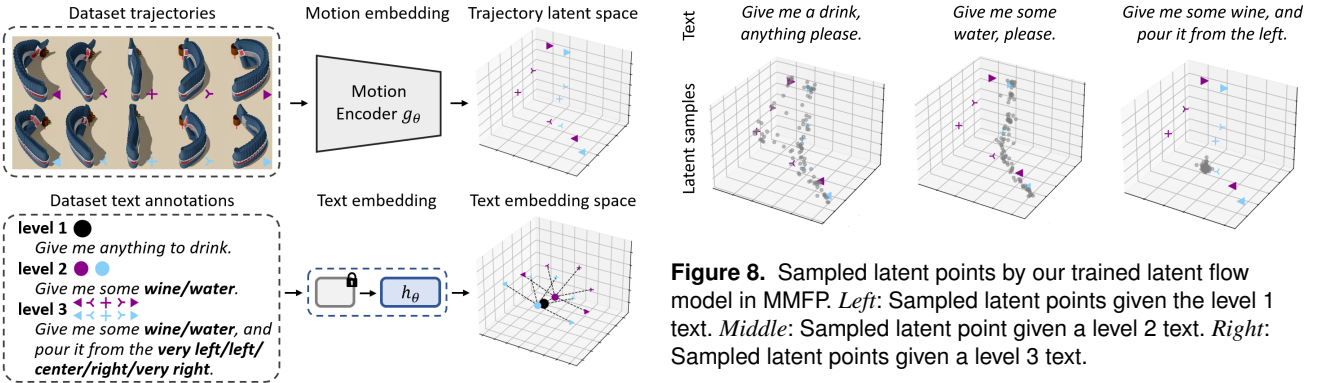 Dataset trajectories
Motion embedding
Trajectory latent space
Motion
Encoder gθ
Dataset text annotations
level 1
Give me anything to drink.
level 2
Give me some wine/water.
level 3
Give me some wine/water, and
pour it from the very left/left/
center/right/very right.
Text embedding
hθ
Text embedding space
Text
Give me a drink,
anything please.
Give me some
water, please.
Give me some wine, and
pour it from the left.
Latent samples
Figure 8. Sampled latent points by our trained latent flow
model in MMFP. Left: Sampled latent points given the level 1
text. Middle: Sampled latent point given a level 2 text. Right:
Sampled latent points given a level 3 text.